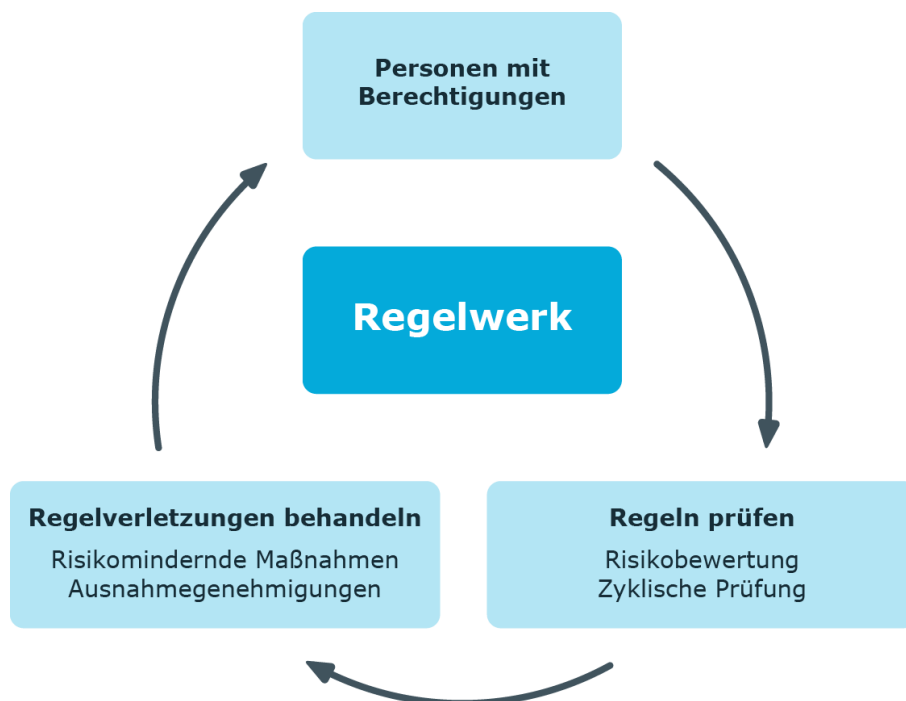 Personen mit
Berechtigungen
Regelwerk
Regelverletzungen behandeln
Risikomindernde Maßnahmen
Ausnahmegenehmigungen
Regeln prüfen
Risikobewertung
Zyklische Prüfung